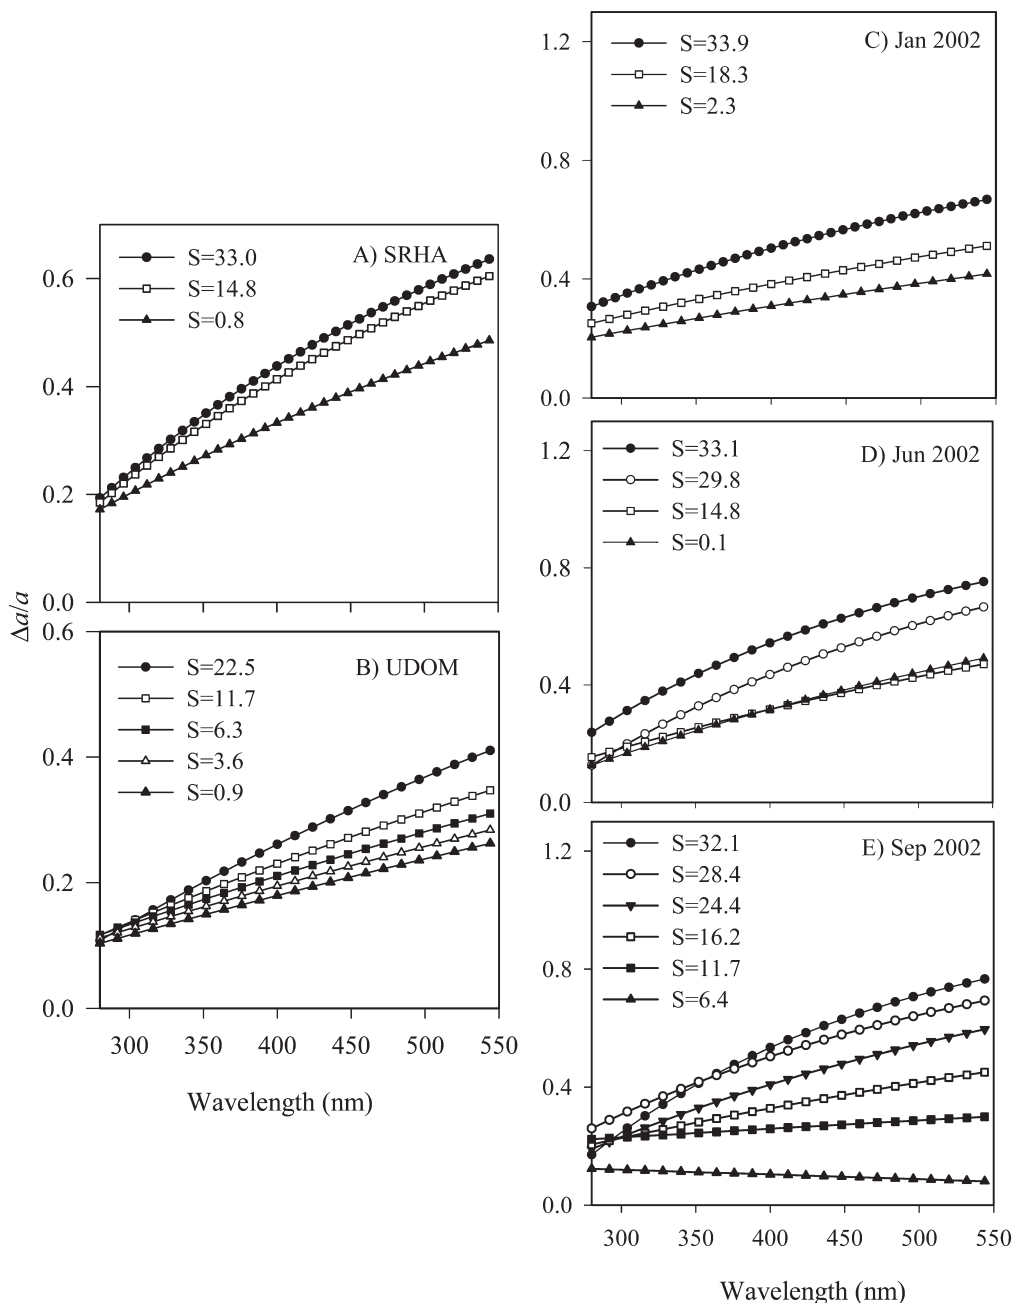 A) SRHA
S=33.0
S=14.8
S=0.8
0.6
0.4
0.2
0.0
Δa/a
B) UDOM
S=22.5
S=11.7
S=6.3
S=3.6
S=0.9
0.6
0.4
0.2
0.0
300 350 400 450 500 550
Wavelength (nm)
C) Jan 2002
S=33.9
S=18.3
S=2.3
1.2
0.8
0.4
0.0
D) Jun 2002
S=33.1
S=29.8
S=14.8
S=0.1
1.2
0.8
0.4
0.0
E) Sep 2002
S=32.1
S=28.4
S=24.4
S=16.2
S=11.7
S=6.4
1.2
0.8
0.4
0.0
300 350 400 450 500 550
Wavelength (nm)